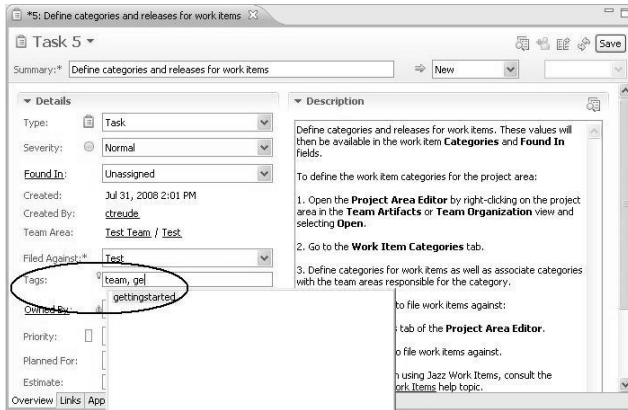 *5: Define categories and releases for work items
Task 5
Save
Summary:* Define categories and releases for work items
New
Details
Type: Task
Severity: Normal
Found In: Unassigned
Created: Jul 31, 2008 2:01 PM
Created By: ctreude
Team Area: Test Team / Test
Filed Against:* Test
Tags: team, ge
gettingstarted
Owned By:
Priority:
Planned For:
Estimate:
Overview Links App
Description
Define categories and releases for work items. These values will
then be available in the work item Categories and Found In
fields.
To define the work item categories for the project area:
1. Open the Project Area Editor by right-clicking on the project
area in the Team Artifacts or Team Organization view and
selecting Open.
2. Go to the Work Item Categories tab.
3. Define categories for work items as well as associate categories
with the team areas responsible for the category.
to file work items against:
tab of the Project Area Editor.
o file work items against.
using Jazz Work Items, consult the
ork Items help topic.